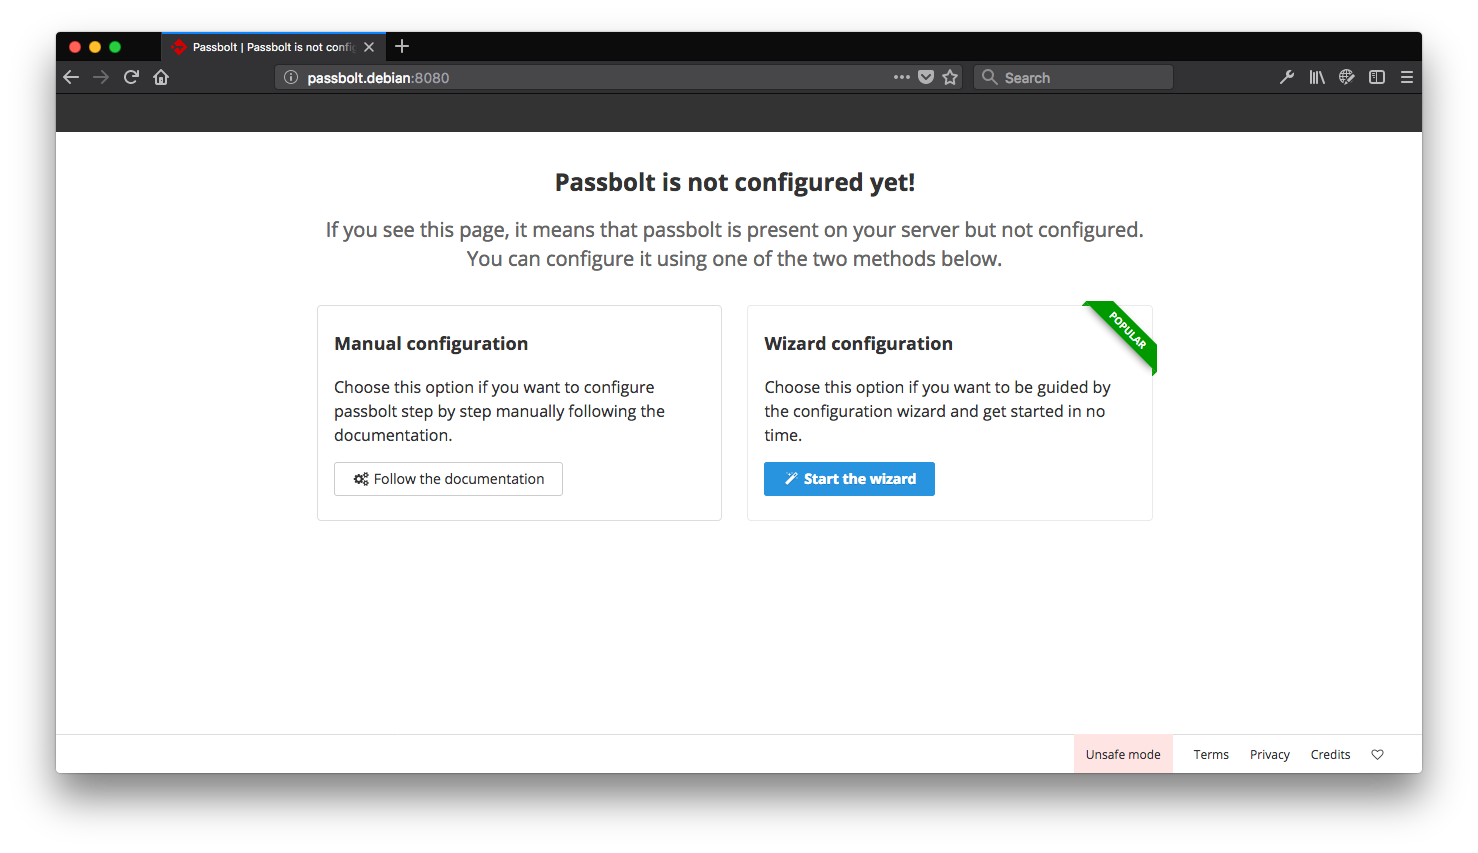 Passbolt | Passbolt is not config
passbolt.debian:8080
Search
Passbolt is not configured yet!
If you see this page, it means that passbolt is present on your server but not configured.
You can configure it using one of the two methods below.
Manual configuration
Choose this option if you want to configure
passbolt step by step manually following the
documentation.
Follow the documentation
POPULAR
Wizard configuration
Choose this option if you want to be guided by
the configuration wizard and get started in no
time.
Start the wizard
Unsafe mode
Terms
Privacy
Credits